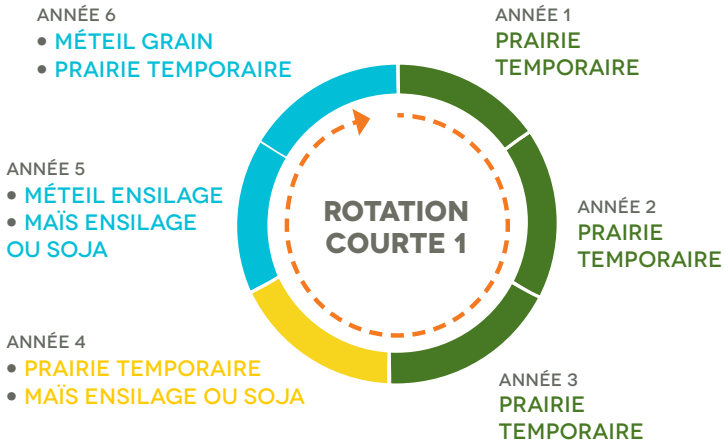 ANNÉE 6
• MÉTEIL GRAIN
• PRAIRIE TEMPORAIRE
ANNÉE 1
PRAIRIE
TEMPORAIRE
ANNÉE 5
• MÉTEIL ENSILAGE
• MAÏS ENSILAGE
OU SOJA
ROTATION
COURTE 1
ANNÉE 2
PRAIRIE
TEMPORAIRE
ANNÉE 4
• PRAIRIE TEMPORAIRE
• MAÏS ENSILAGE OU SOJA
ANNÉE 3
PRAIRIE
TEMPORAIRE